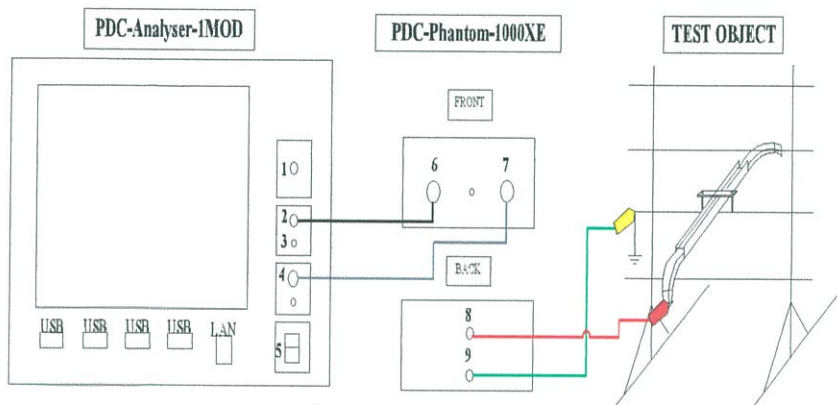 PDC-Analyser-1MOD
PDC-Phantom-1000XE
TEST OBJECT
FRONT
1
2
3
4
5
6
7
BACK
8
9
USB
USB
USB
USB
LAN